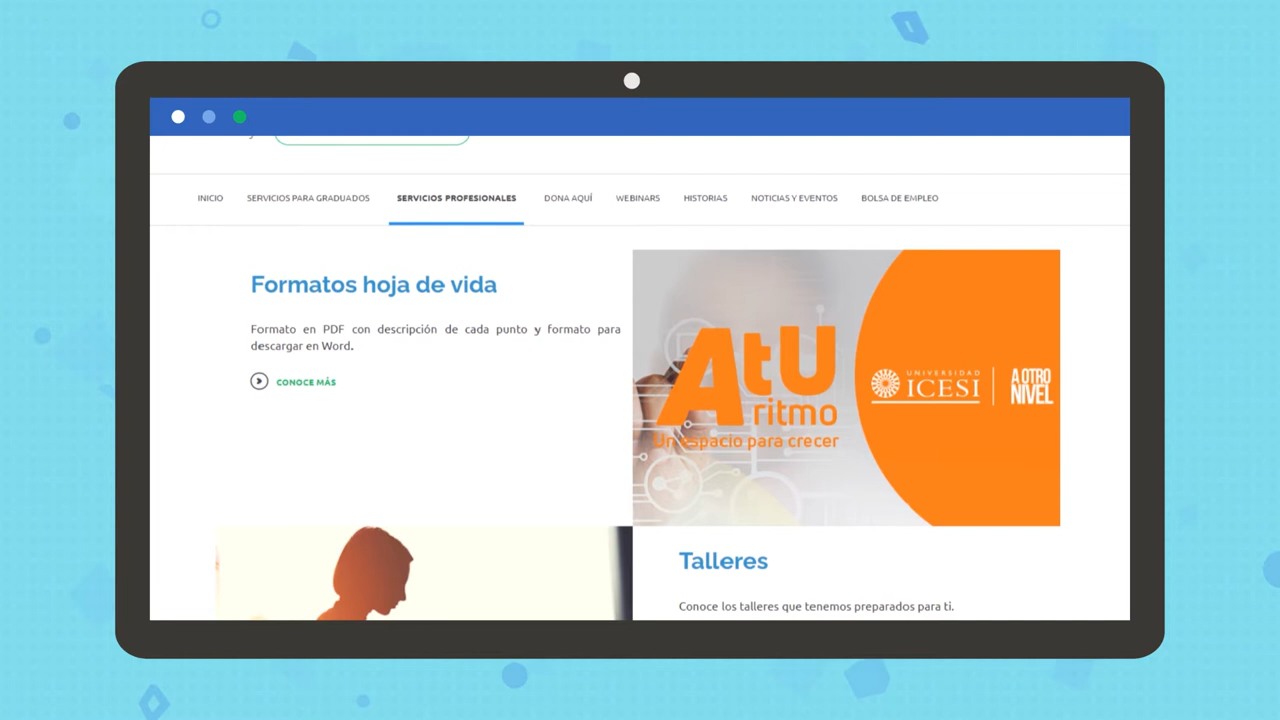 INICIO
SERVICIOS PARA GRADUADOS
SERVICIOS PROFESIONALES
DONA AQUÍ
WEBINARS
HISTORIAS
NOTICIAS Y EVENTOS
BOLSA DE EMPLEO
Formatos hoja de vida
Formato en PDF con descripción de cada punto y formato para
descargar en Word.
CONOCE MÁS
AtU
ritmo
Un espacio para crecer
UNIVERSIDAD
ICESI
A OTRO
NIVEL
Talleres
Conoce los talleres que tenemos preparados para ti.